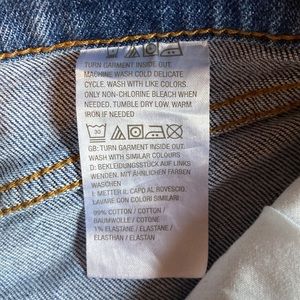 TURN GARMENT INSIDE OUT.
MACHINE WASH COLD DELICATE
CYCLE. WASH WITH LIKE COLORS.
ONLY NON-CHLORINE BLEACH WHEN
NEEDED. TUMBLE DRY LOW. WARM
IRON IF NEEDED
30
GB: TURN GARMENT INSIDE OUT.
WASH WITH SIMILAR COLOURS
D: BEKLEIDUNGSSTÜCK AUF LINKS
WENDEN. MIT ÄHNLICHEN FARBEN
WASCHEN
I: METTER IL CAPO AL ROVESCIO.
LAVARE CON COLORI SIMILARI
99% COTTON / COTTON /
BAUMWOLLE / COTONE
1% ELASTANE / ELASTANE /
ELASTHAN / ELASTAN